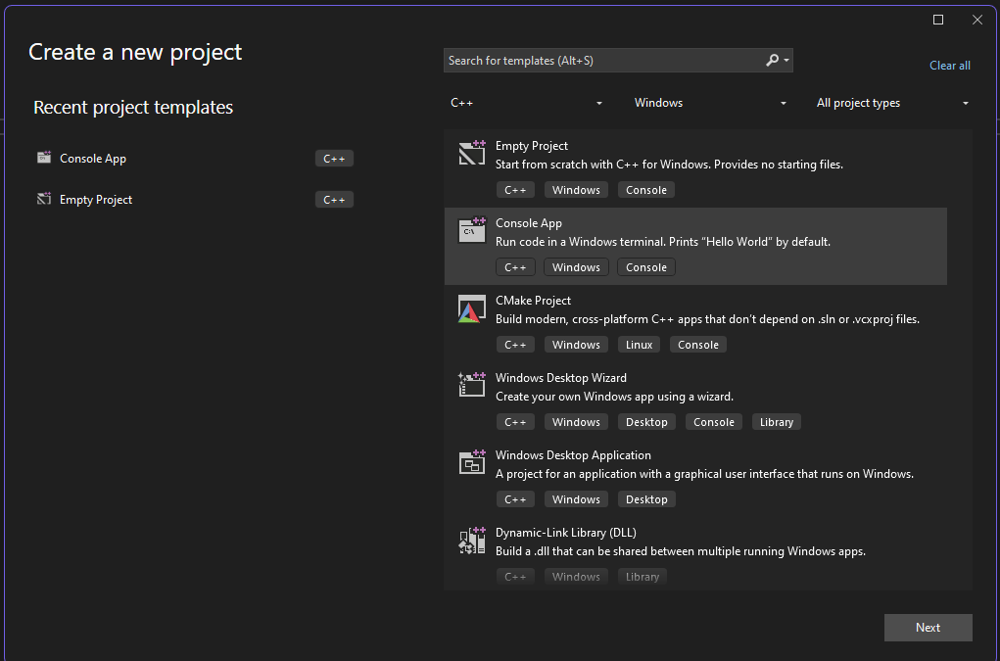 Create a new project
Recent project templates
Console App C++
Empty Project C++
Search for templates (Alt+S)
Clear all
C++ Windows All project types
Empty Project
Start from scratch with C++ for Windows. Provides no starting files.
C++ Windows Console
C:\
Console App
Run code in a Windows terminal. Prints "Hello World" by default.
C++ Windows Console
CMake Project
Build modern, cross-platform C++ apps that don't depend on .sln or .vcxproj files.
C++ Windows Linux Console
Windows Desktop Wizard
Create your own Windows app using a wizard.
C++ Windows Desktop Console Library
Windows Desktop Application
A project for an application with a graphical user interface that runs on Windows.
C++ Windows Desktop
Dynamic-Link Library (DLL)
Build a .dll that can be shared between multiple running Windows apps.
C++ Windows Library
Next